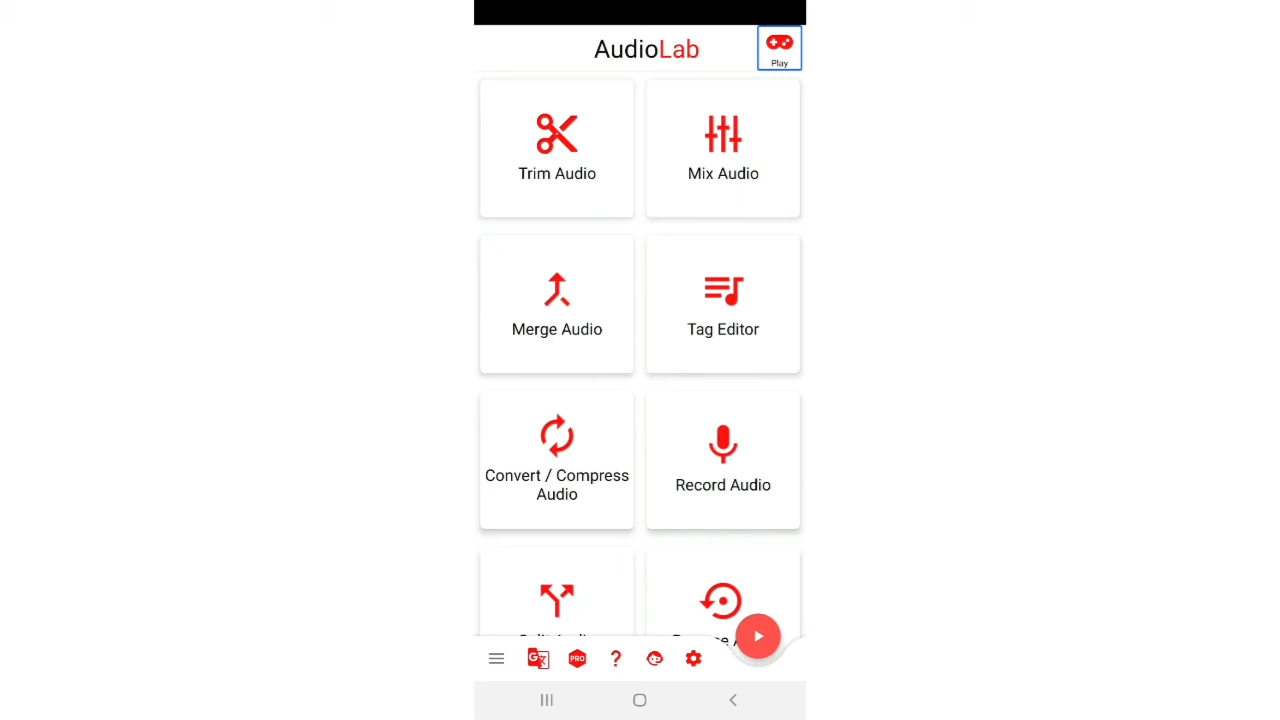 AudioLab
Play
Trim Audio
Mix Audio
Merge Audio
Tag Editor
Convert / Compress
Audio
Record Audio
PRO